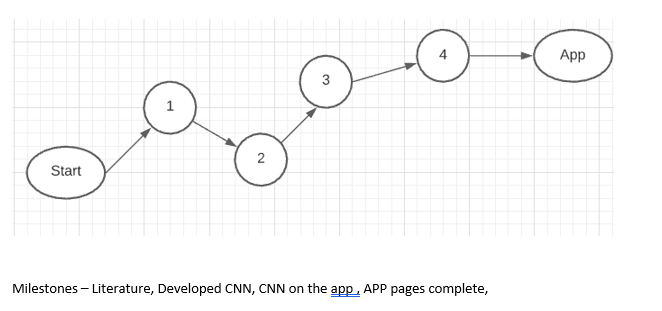 Start
1
2
3
4
App
Milestones – Literature, Developed CNN, CNN on the app , APP pages complete,